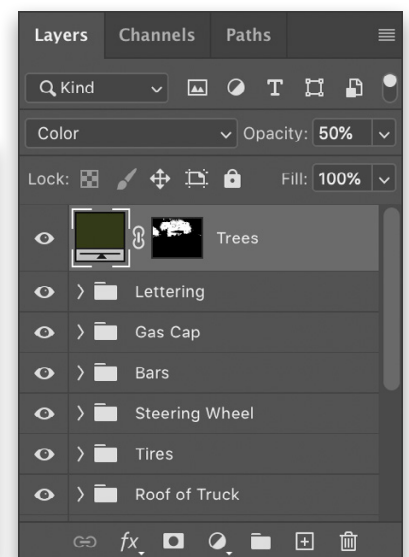 Layers Channels Paths
Kind T
Color Opacity: 50%
Lock: Fill: 100%
Trees
Lettering
Gas Cap
Bars
Steering Wheel
Tires
Roof of Truck
fx